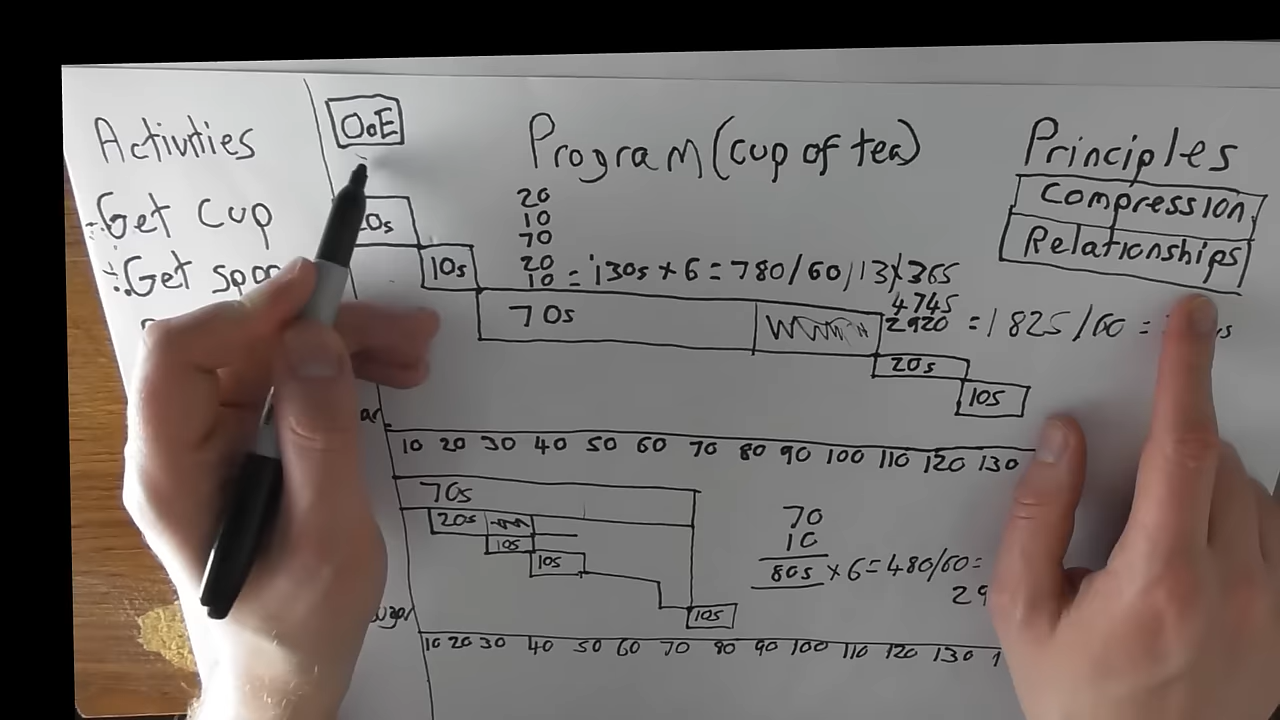 Activities
OoE
Program (cup of tea)
Principles
Compression
Relationships
Get cup
Get
20
10
70
20
10 = 130s x 6 = 780/60, 13 x 365
4745
2920 = 1825/60 =
10s
70s
20s
10s
10 20 30 40 50 60 70 80 90 100 110 120 130
70s
20s
10s
10s
10s
70
10
80s x 6 = 480/60 =
10 20 30 40 50 60 70 80 90 100 110 120 130